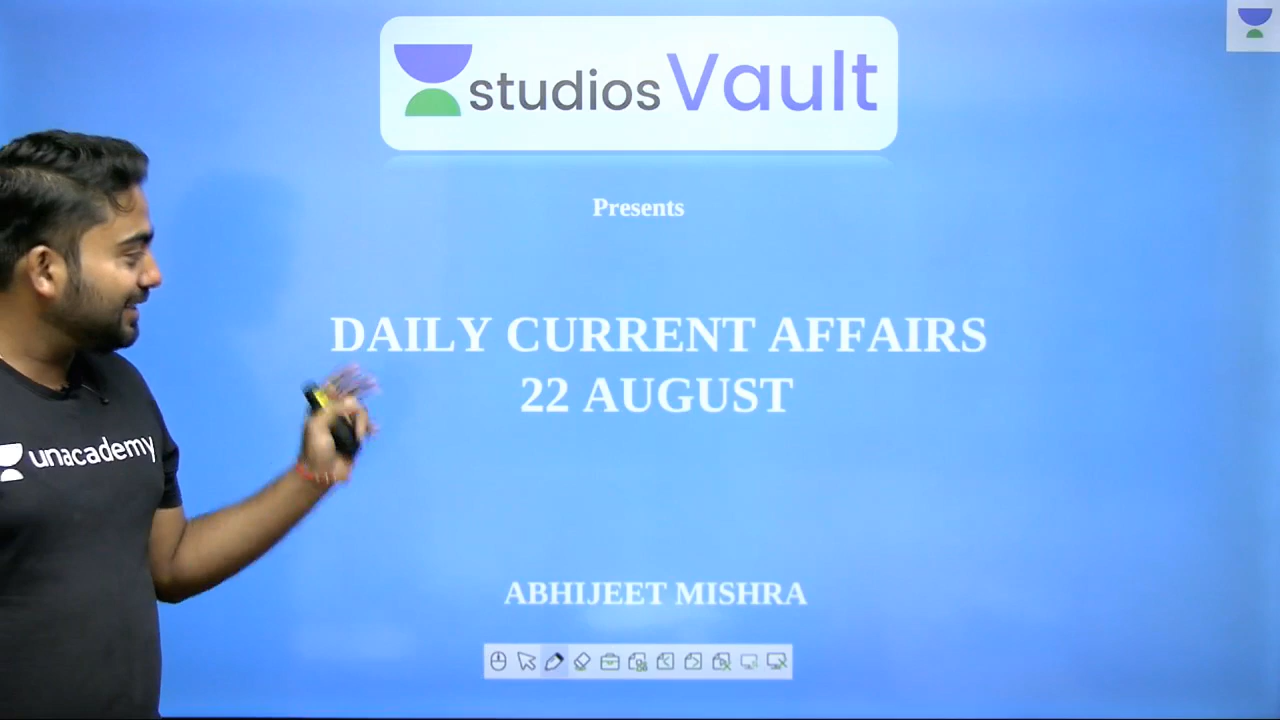 studios Vault
Presents
DAILY CURRENT AFFAIRS
22 AUGUST
unacademy
ABHIJEET MISHRA